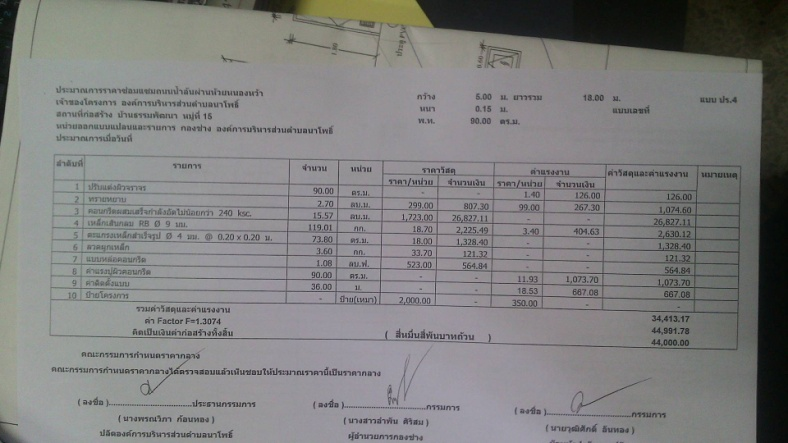 ประมาณการราคาซ่อมแซมถนนน้ำล้นผ่านห้วยหนองหว้า กว้าง 5.00 ม. ยาวรวม 18.00 ม. แบบ ปร.4
เจ้าของโครงการ องค์การบริหารส่วนตำบลนาโพธิ์ หนา 0.15 ม. แบบเลขที่
สถานที่ก่อสร้าง บ้านธรรมพัฒนา หมู่ที่ 15 พ.ท. 90.00 ตร.ม.
หน่วยออกแบบแปลนและรายการ กองช่าง องค์การบริหารส่วนตำบลนาโพธิ์
ประมาณการเมื่อวันที่
ลำดับที่ รายการ จำนวน หน่วย ราคาวัสดุ ค่าแรงงาน ค่าวัสดุและค่าแรงงาน หมายเหตุ
ราคา/หน่วย จำนวนเงิน ราคา/หน่วย จำนวนเงิน
1 ปรับแต่งผิวจราจร 90.00 ตร.ม. - - 1.40 126.00 126.00
2 ทรายหยาบ 2.70 ลบ.ม. 299.00 807.30 99.00 267.30 1,074.60
3 คอนกรีตผสมเสร็จกำลังอัดไม่น้อยกว่า 240 ksc. 15.57 ลบ.ม. 1,723.00 26,827.11 - - 26,827.11
4 เหล็กเส้นกลม RB Ø 9 มม. 119.01 กก. 18.70 2,225.49 3.40 404.63 2,630.12
5 ตะแกรงเหล็กสำเร็จรูป Ø 4 มม. @ 0.20 x 0.20 ม. 73.80 ตร.ม. 18.00 1,328.40 - - 1,328.40
6 ลวดผูกเหล็ก 3.60 กก. 33.70 121.32 - - 121.32
7 แบบหล่อคอนกรีต 1.08 ลบ.ฟ. 523.00 564.84 - - 564.84
8 ค่าแรงปูผิวคอนกรีต 90.00 ตร.ม. - - 11.93 1,073.70 1,073.70
9 ค่าติดตั้งแบบ 36.00 ม. - - 18.53 667.08 667.08
10 ป้ายโครงการ - ป้าย(เหมา) 2,000.00 - 350.00 -
รวมค่าวัสดุและค่าแรงงาน 34,413.17
ค่า Factor F=1.3074 44,991.78
คิดเป็นเงินค่าก่อสร้างทั้งสิ้น ( สี่หมื่นสี่พันบาทถ้วน ) 44,000.00
คณะกรรมการกำหนดราคากลาง
คณะกรรมการกำหนดราคากลางได้ตรวจสอบแล้วเห็นชอบให้ประมาณราคานี้เป็นราคากลาง
( ลงชื่อ ) ประธานกรรมการ ( ลงชื่อ ) กรรมการ ( ลงชื่อ ) กรรมการ
( นางพรณวิภา ก้อนทอง ) ( นางสาวลำพัน ศิริสม ) ( นายวุฒิศักดิ์ อินทอง )
ปลัดองค์การบริหารส่วนตำบลนาโพธิ์ ผู้อำนวยการกองช่าง